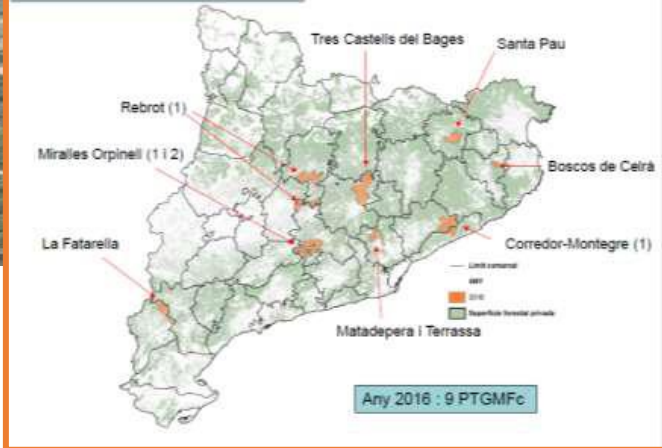 Tres Castells del Bages
Santa Pau
Rebrot (1)
Miralles Orpinell (1 i 2)
Boscos de Celrà
La Fatarella
Corredor-Montegre (1)
Límit comarcal
2016
Superfície forestal privada
Matadepera i Terrassa
Any 2016 : 9 PTGMFc